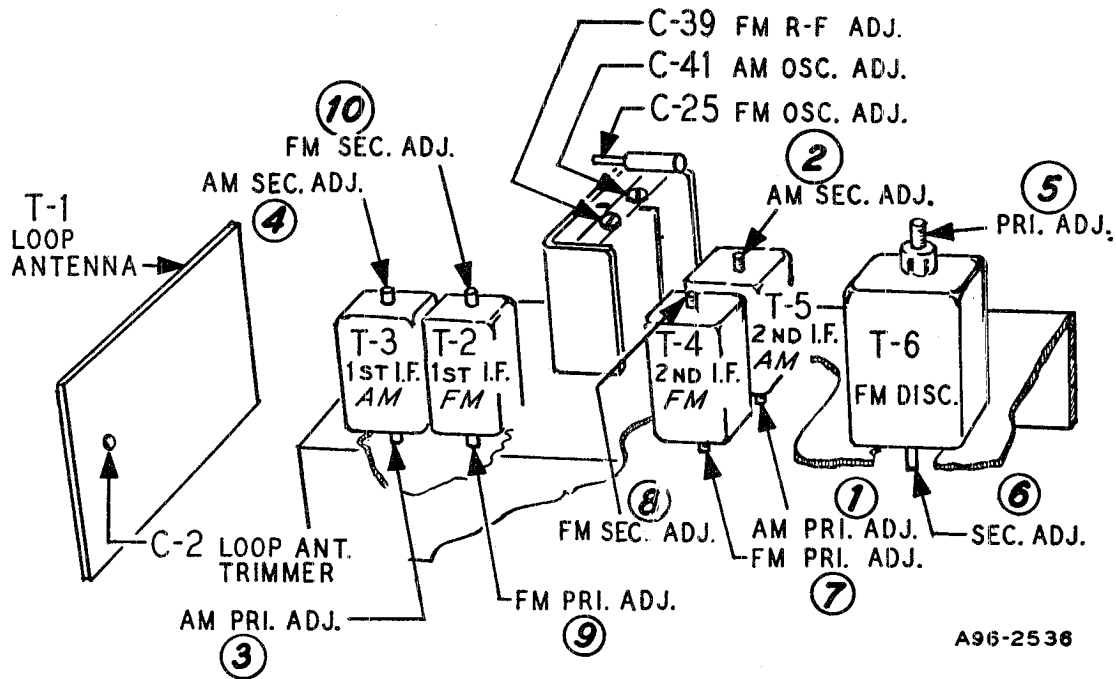 C-39 FM R-F ADJ.
C-41 AM OSC. ADJ.
C-25 FM OSC. ADJ.
10
FM SEC. ADJ.
AM SEC. ADJ.
4
2
AM SEC. ADJ.
5
PRI. ADJ.
T-1
LOOP
ANTENNA
T-3
1ST I.F.
AM
T-2
1ST I.F.
FM
T-4
2ND I.F.
FM
T-5
2ND I.F.
AM
T-6
FM DISC.
C-2 LOOP ANT.
TRIMMER
8
FM SEC. ADJ.
1
AM PRI. ADJ.
FM PRI. ADJ.
7
6
SEC. ADJ.
AM PRI. ADJ.
3
FM PRI. ADJ.
9
A96-2536